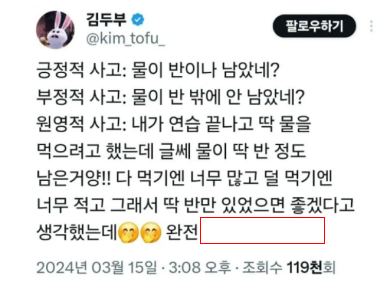 김두부
@kim_tofu_
팔로우하기
긍정적 사고: 물이 반이나 남았네?
부정적 사고: 물이 반 밖에 안 남았네?
원영적 사고: 내가 연습 끝나고 딱 물을
먹으려고 했는데 글쎄 물이 딱 반 정도
남은거양!! 다 먹기엔 너무 많고 덜 먹기엔
너무 적고 그래서 딱 반만 있었으면 좋겠다고
생각했는데🤭🤭 완전
2024년 03월 15일 · 3:08 오후 · 조회수 119천회